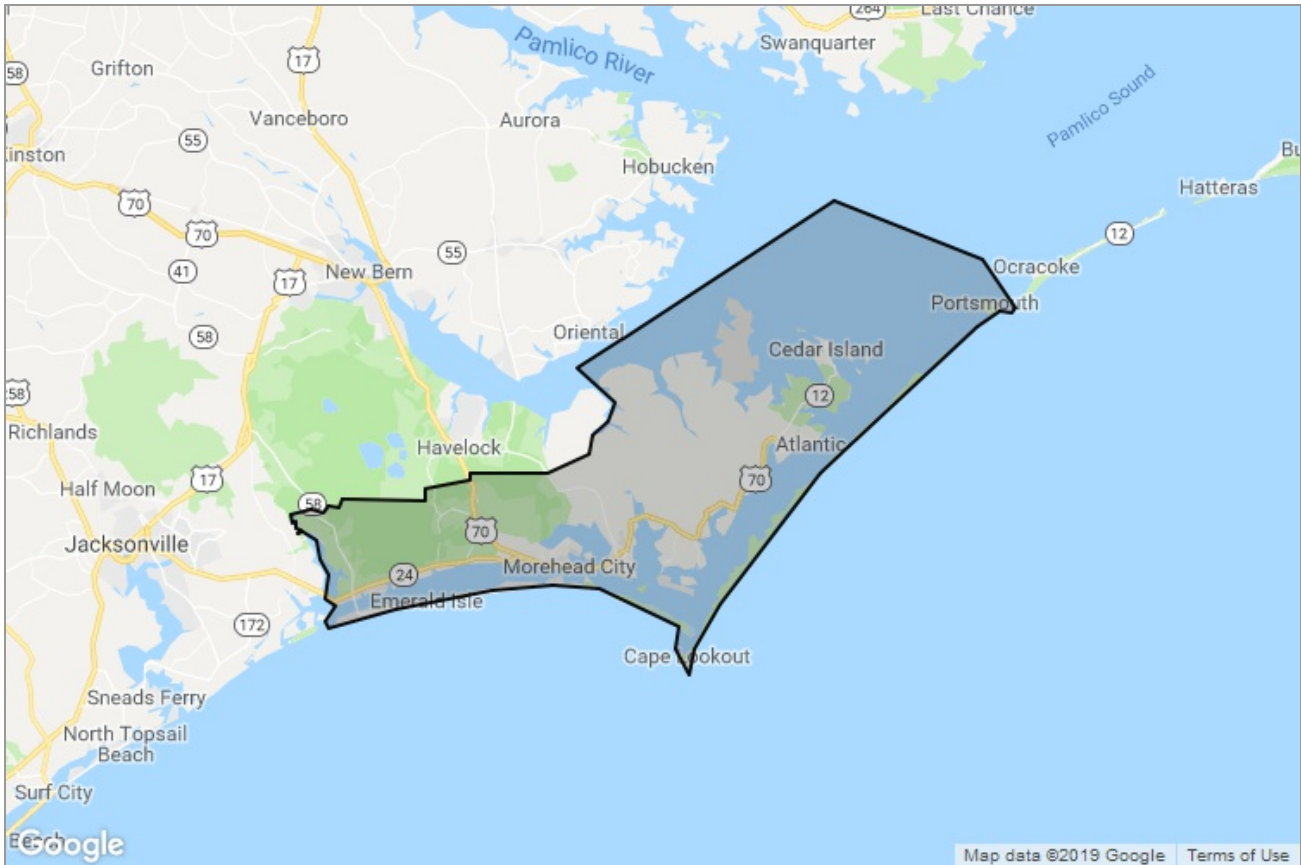 264
Last Chance
Swanquarter
Pamlico River
17
58
Grifton
Vanceboro
Aurora
Pamlico Sound
55
inston
Hobucken
Bu
Hatteras
70
70
12
55
41
New Bern
17
Ocracoke
Portsmouth
58
Oriental
Cedar Island
58
12
Richlands
Havelock
Atlantic
17
Half Moon
70
58
70
Jacksonville
Morehead City
24
Emerald Isle
172
Cape Lookout
Sneads Ferry
North Topsail
Beach
Surf City
Beach
Google
Map data ©2019 Google
Terms of Use